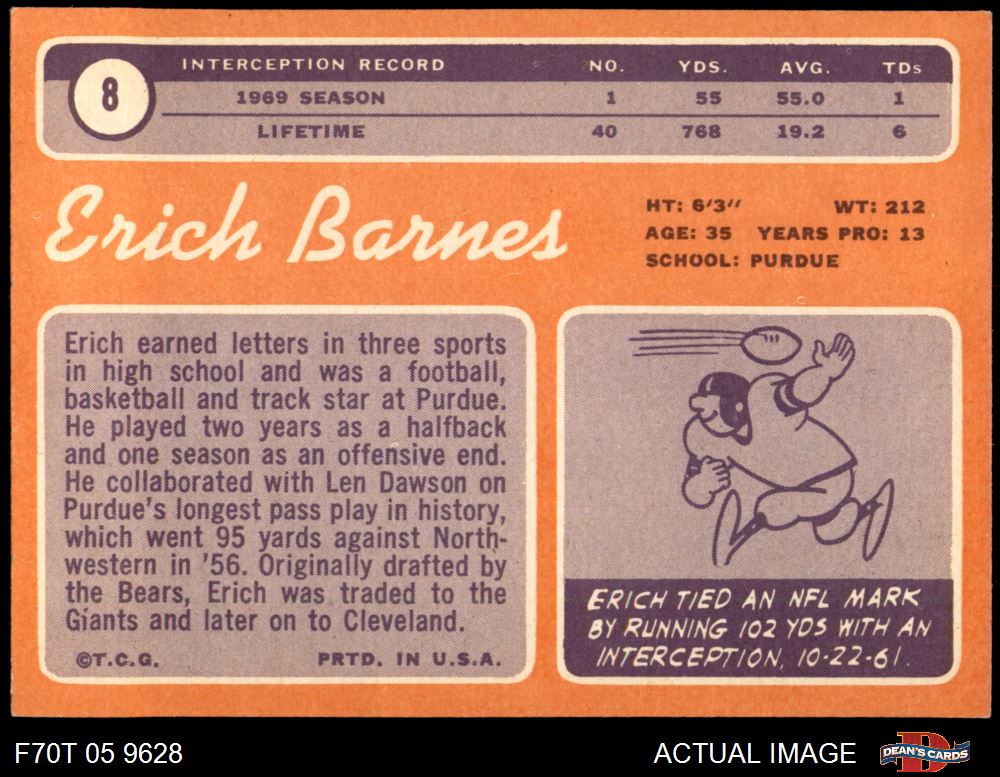 8
INTERCEPTION RECORD NO. YDS. AVG. TDs
1969 SEASON 1 55 55.0 1
LIFETIME 40 768 19.2 6
Erich Barnes
HT: 6'3" WT: 212
AGE: 35 YEARS PRO: 13
SCHOOL: PURDUE
Erich earned letters in three sports
in high school and was a football,
basketball and track star at Purdue.
He played two years as a halfback
and one season as an offensive end.
He collaborated with Len Dawson on
Purdue's longest pass play in history,
which went 95 yards against North-
western in '56. Originally drafted by
the Bears, Erich was traded to the
Giants and later on to Cleveland.
©T.C.G. PRTD. IN U.S.A.
ERICH TIED AN NFL MARK
BY RUNNING 102 YDS WITH AN
INTERCEPTION, 10-22-61.
F70T 05 9628 ACTUAL IMAGE
DEAN'S CARDS